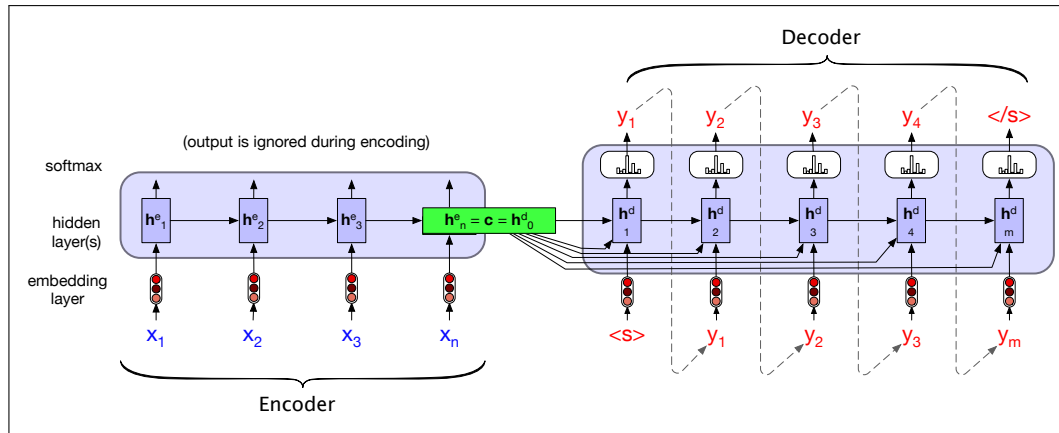 Decoder
y1 y2 y3 y4 </s>
(output is ignored during encoding)
softmax
hidden
layer(s)
he1 he2 he3 hen = c = hd0 hd1 hd2 hd3 hd4 hdm
embedding
layer
x1 x2 x3 xn <s> y1 y2 y3 ym
Encoder